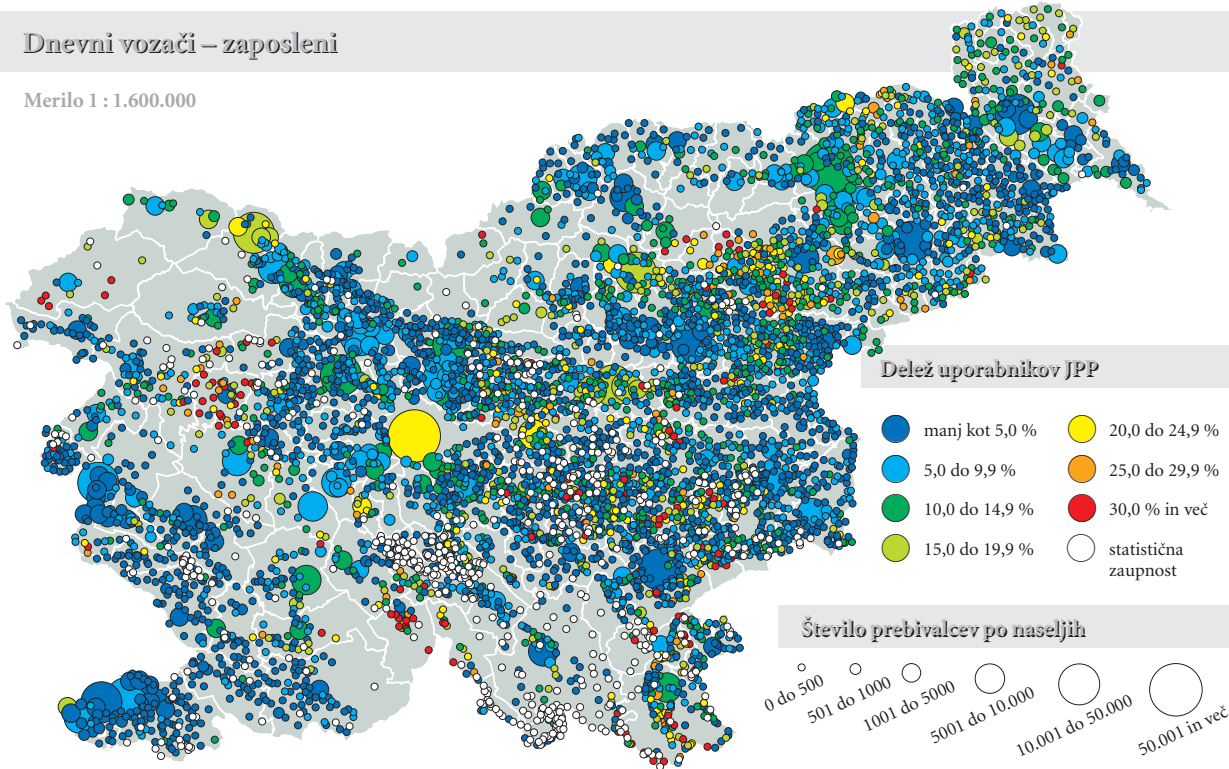 Dnevni vozači – zaposleni
Merilo 1 : 1.600.000
Delež uporabnikov JPP
manj kot 5,0 %
5,0 do 9,9 %
10,0 do 14,9 %
15,0 do 19,9 %
20,0 do 24,9 %
25,0 do 29,9 %
30,0 % in več
statistična
zaupnost
Število prebivalcev po naseljih
0 do 500
501 do 1000
1001 do 5000
5001 do 10.000
10.001 do 50.000
50.001 in več